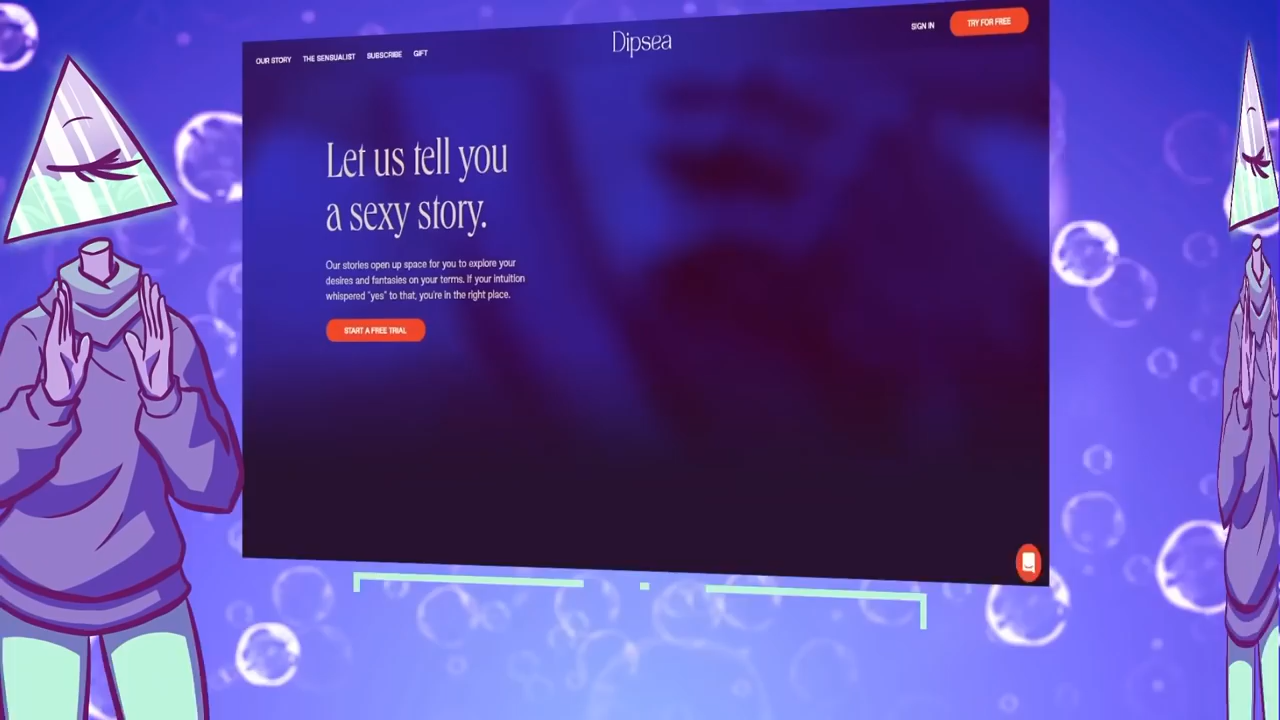 OUR STORY THE SENSUALIST SUBSCRIBE GIFT
Dipsea
SIGN IN
TRY FOR FREE
Let us tell you
a sexy story.
Our stories open up space for you to explore your
desires and fantasies on your terms. If your intuition
whispered "yes" to that, you're in the right place.
START A FREE TRIAL